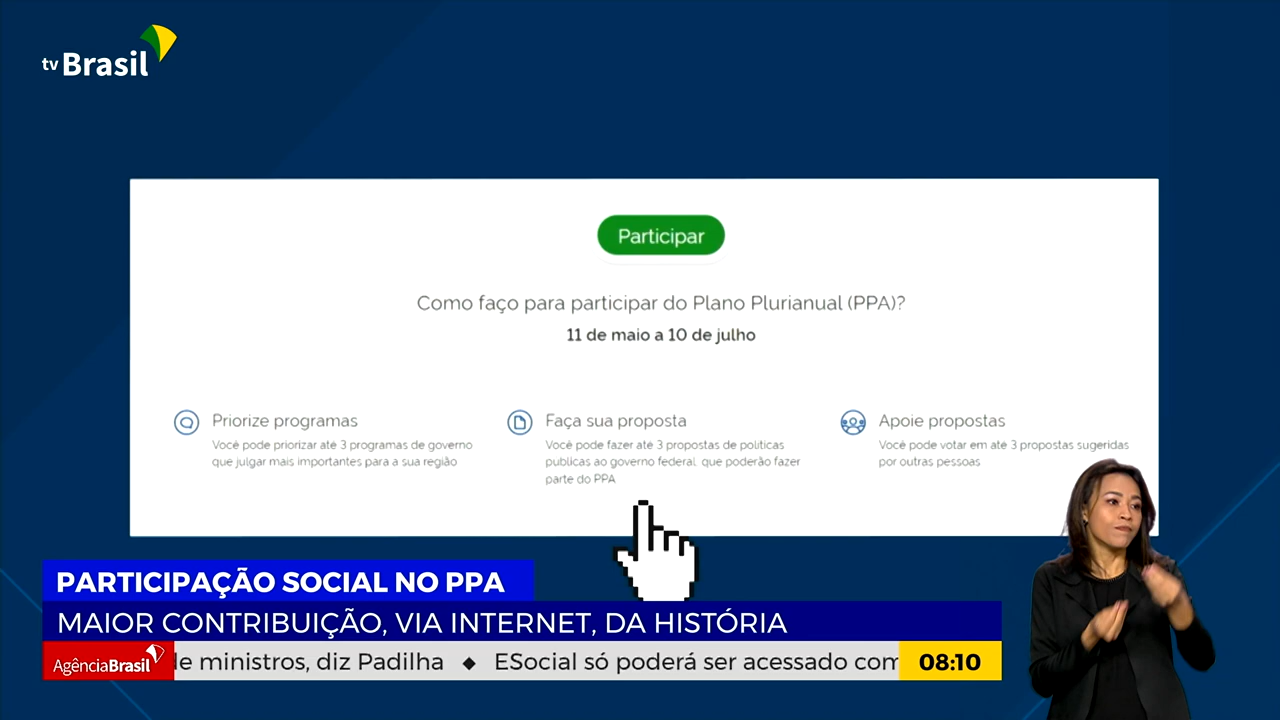 tv Brasil
Participar
Como faço para participar do Plano Plurianual (PPA)?
11 de maio a 10 de julho
Priorize programas
Você pode priorizar até 3 programas de governo
que julgar mais importantes para a sua região
Faça sua proposta
Você pode fazer até 3 propostas de políticas
publicas ao governo federal, que poderão fazer
parte do PPA
Apoie propostas
Você pode votar em até 3 propostas sugeridas
por outras pessoas
PARTICIPAÇÃO SOCIAL NO PPA
MAIOR CONTRIBUIÇÃO, VIA INTERNET, DA HISTÓRIA
AgênciaBrasil de ministros, diz Padilha ◆ ESocial só poderá ser acessado com 08:10